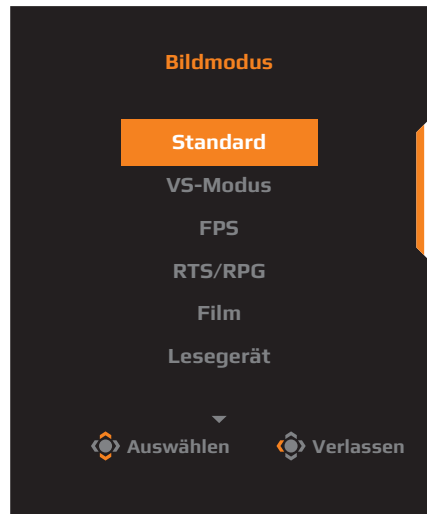 Bildmodus
Standard
VS-Modus
FPS
RTS/RPG
Film
Lesegerät
Auswählen Verlassen